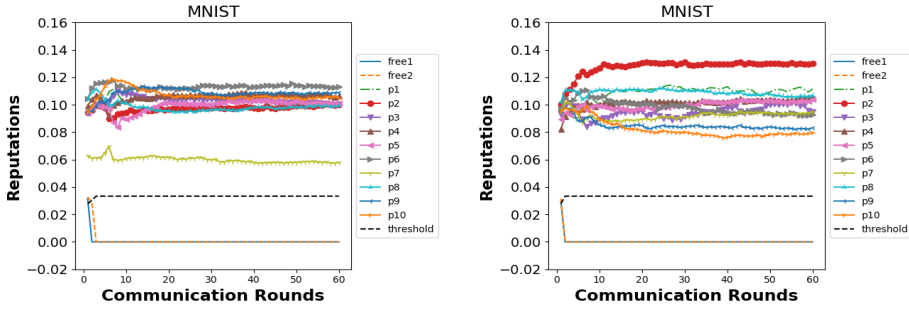 MNIST
0.16
0.14
0.12
0.10
0.08
0.06
0.04
0.02
0.00
−0.02
Reputations
0 10 20 30 40 50 60
Communication Rounds
free1
free2
p1
p2
p3
p4
p5
p6
p7
p8
p9
p10
threshold
MNIST
0.16
0.14
0.12
0.10
0.08
0.06
0.04
0.02
0.00
−0.02
Reputations
0 10 20 30 40 50 60
Communication Rounds
free1
free2
p1
p2
p3
p4
p5
p6
p7
p8
p9
p10
threshold